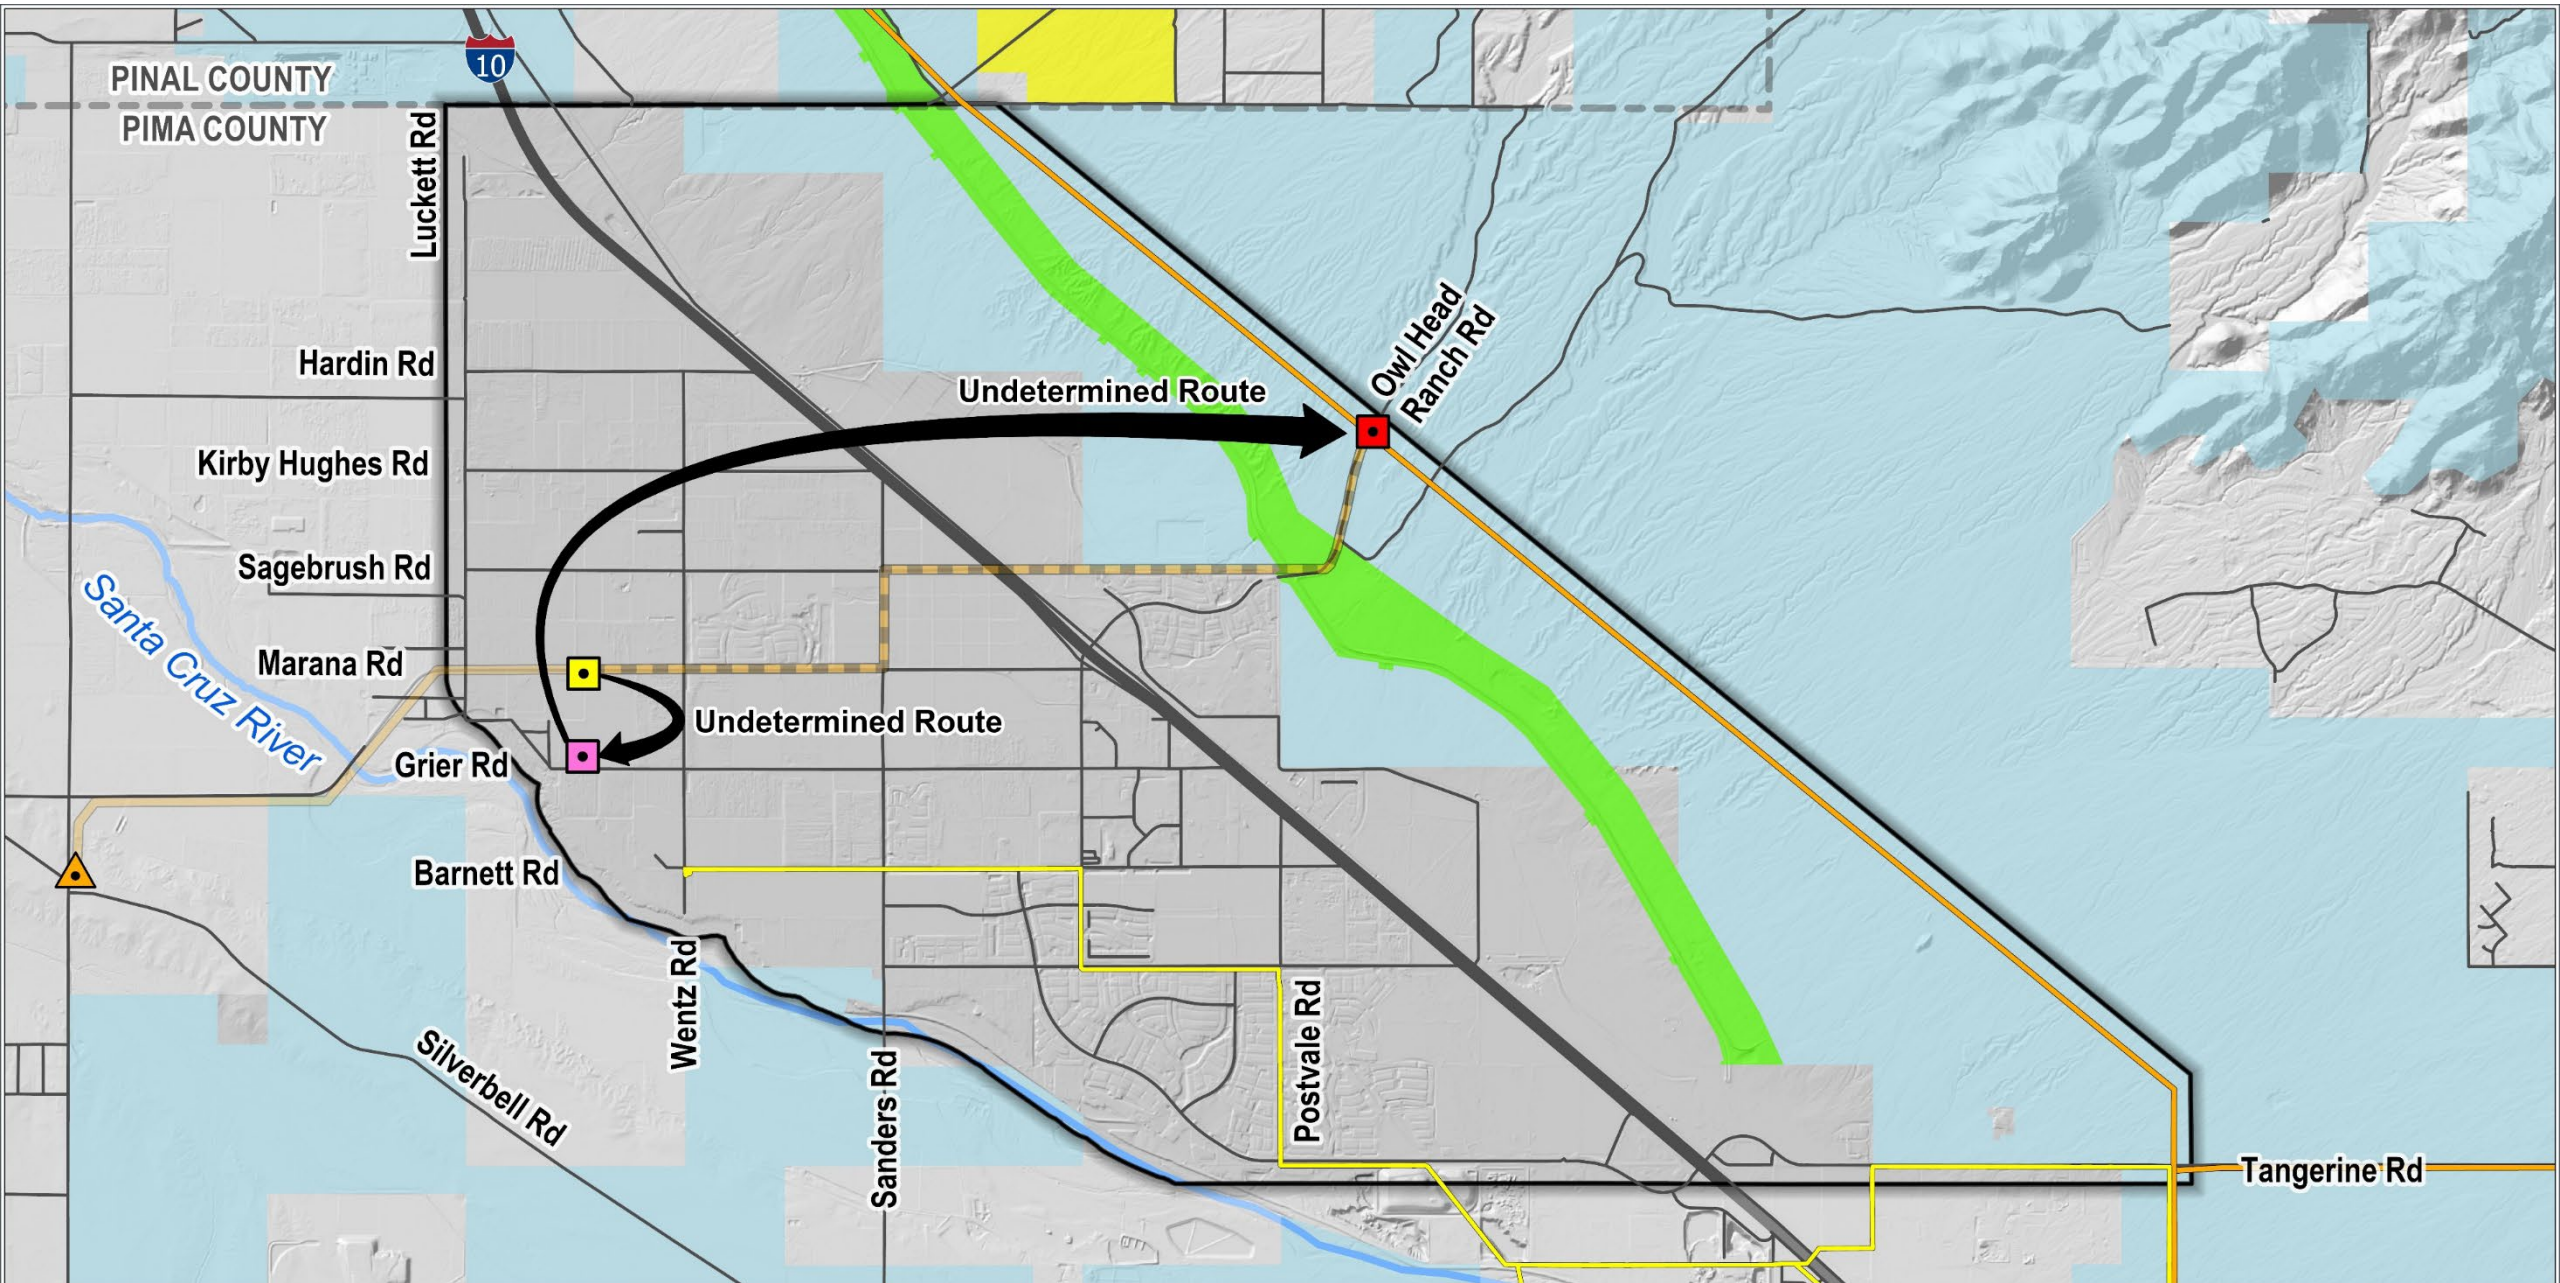 10
PINAL COUNTY
PIMA COUNTY
Luckett Rd
Hardin Rd
Owl Head
Ranch Rd
Undetermined Route
Kirby Hughes Rd
Sagebrush Rd
Santa Cruz River
Marana Rd
Undetermined Route
Grier Rd
Barnett Rd
Wentz Rd
Postvale Rd
Silverbell Rd
Sanders Rd
Tangerine Rd